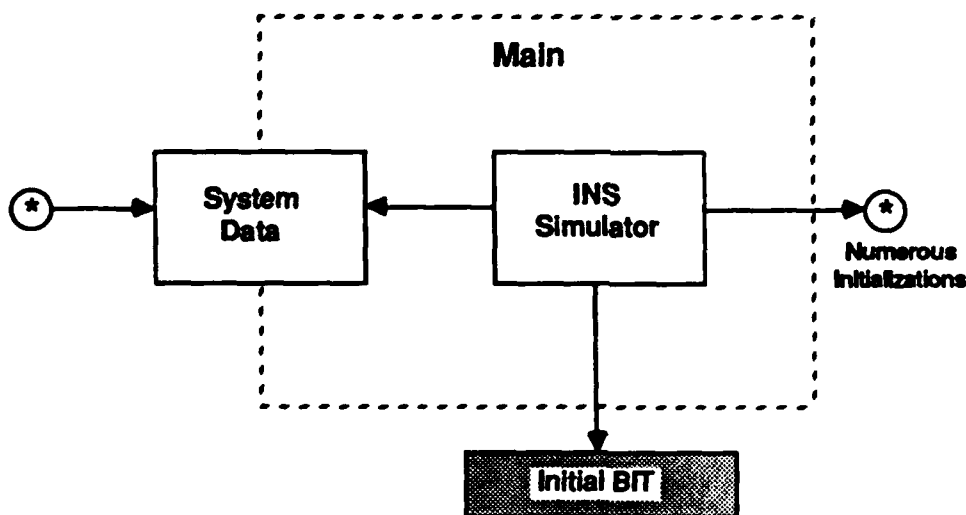 Main
*
System
Data
INS
Simulator
*
Numerous
Initializations
Initial BIT